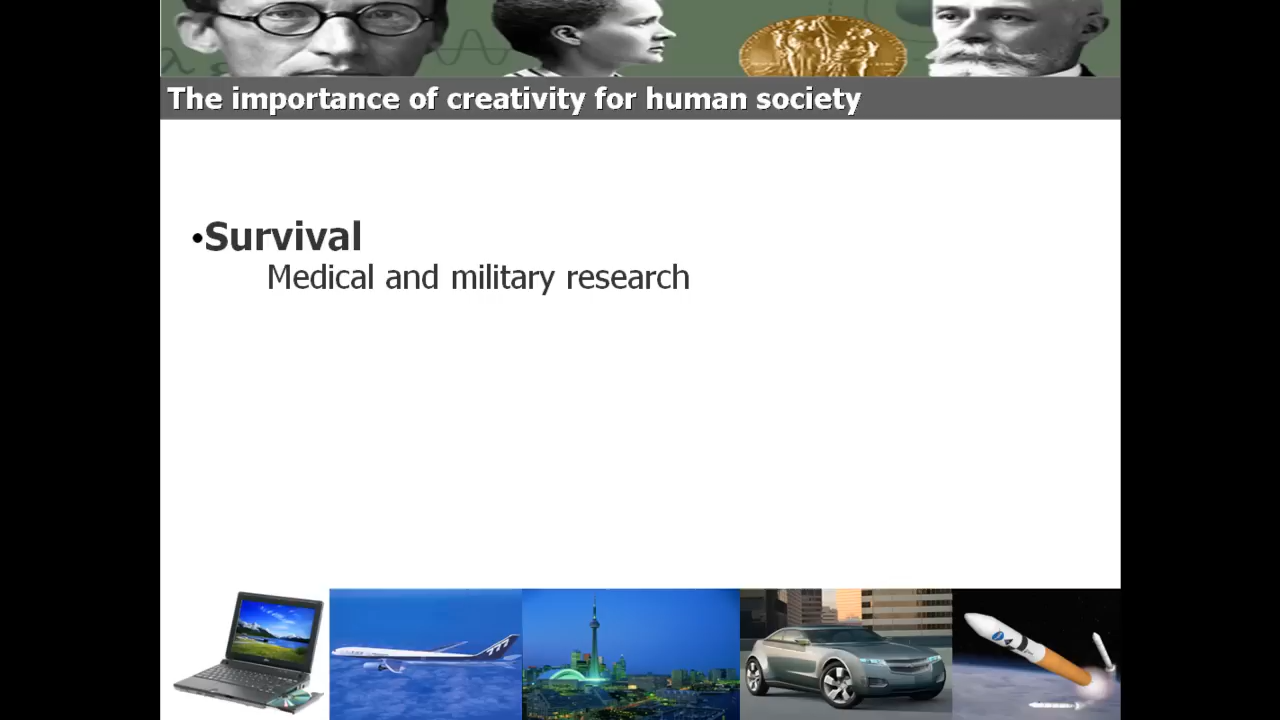 The importance of creativity for human society
•Survival
Medical and military research